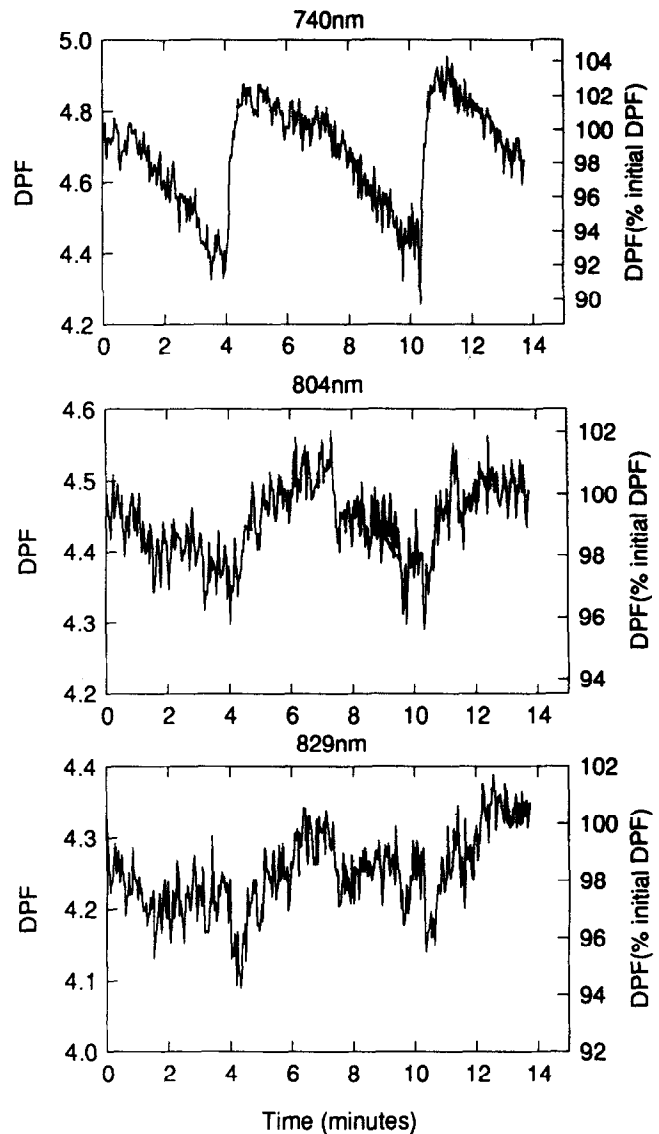 740nm
5.0
4.8
4.6
4.4
4.2
DPF
104
102
100
98
96
94
92
90
DPF(% initial DPF)
0 2 4 6 8 10 12 14
804nm
4.6
4.5
4.4
4.3
4.2
DPF
102
100
98
96
94
DPF(% initial DPF)
0 2 4 6 8 10 12 14
829nm
4.4
4.3
4.2
4.1
4.0
DPF
102
100
98
96
94
92
DPF(% initial DPF)
0 2 4 6 8 10 12 14
Time (minutes)